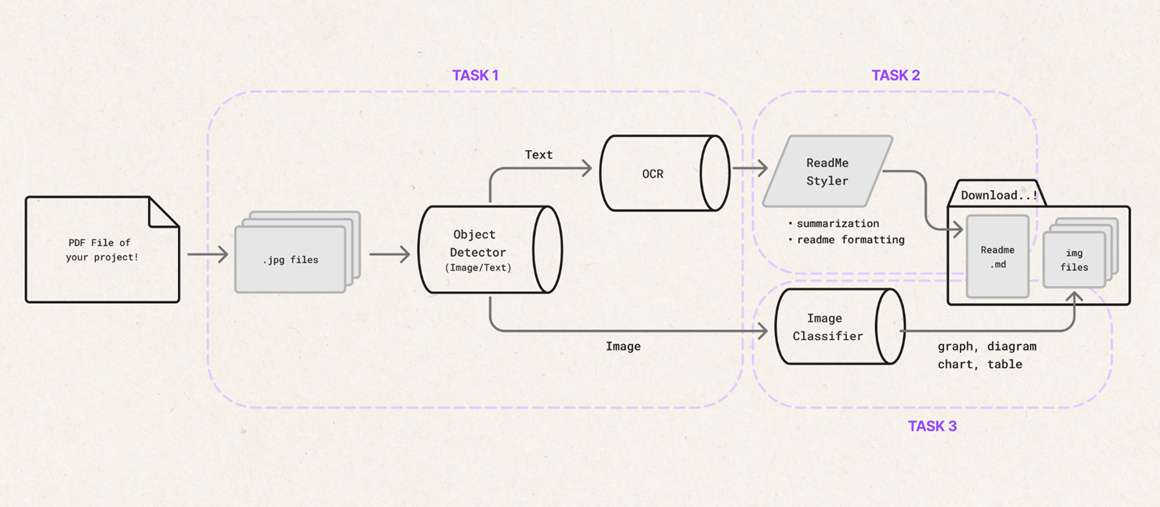 TASK 1
TASK 2
PDF File of
your project!
.jpg files
Object
Detector
(Image/Text)
Text
OCR
Image
ReadMe
Styler
• summarization
• readme formatting
Download..!
Readme
.md
img
files
Image
Classifier
graph, diagram
chart, table
TASK 3